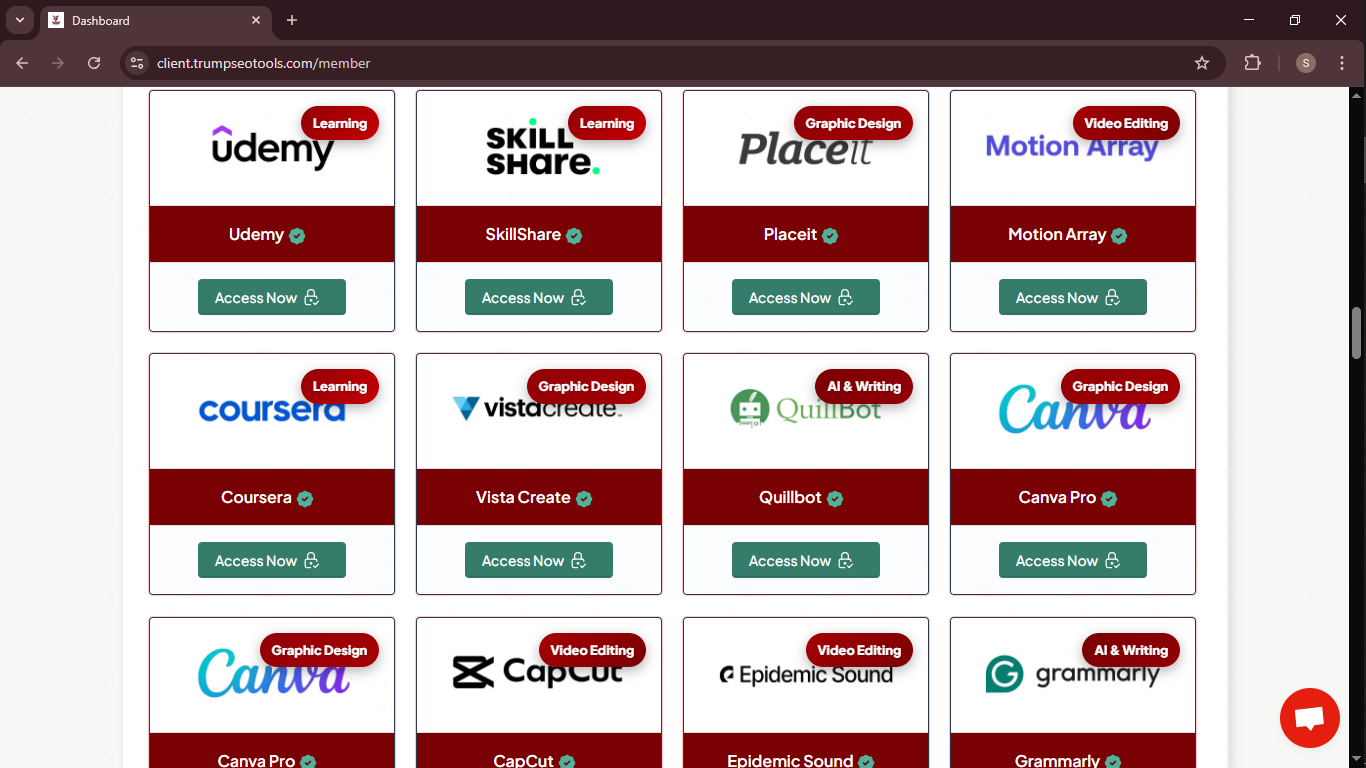 Dashboard
client.trumpseotools.com/member
S
Learning
udemy
Udemy
Access Now
Learning
SKILL
SHARE.
SkillShare
Access Now
Graphic Design
Placeit
Placeit
Access Now
Video Editing
Motion Array
Motion Array
Access Now
Learning
coursera
Coursera
Access Now
Graphic Design
vistacreate™
Vista Create
Access Now
AI & Writing
QuillBot
Quillbot
Access Now
Graphic Design
Canva
Canva Pro
Access Now
Graphic Design
Canva
Canva Pro
Video Editing
CapCut
CapCut
Video Editing
Epidemic Sound
Epidemic Sound
AI & Writing
grammarly
Grammarly